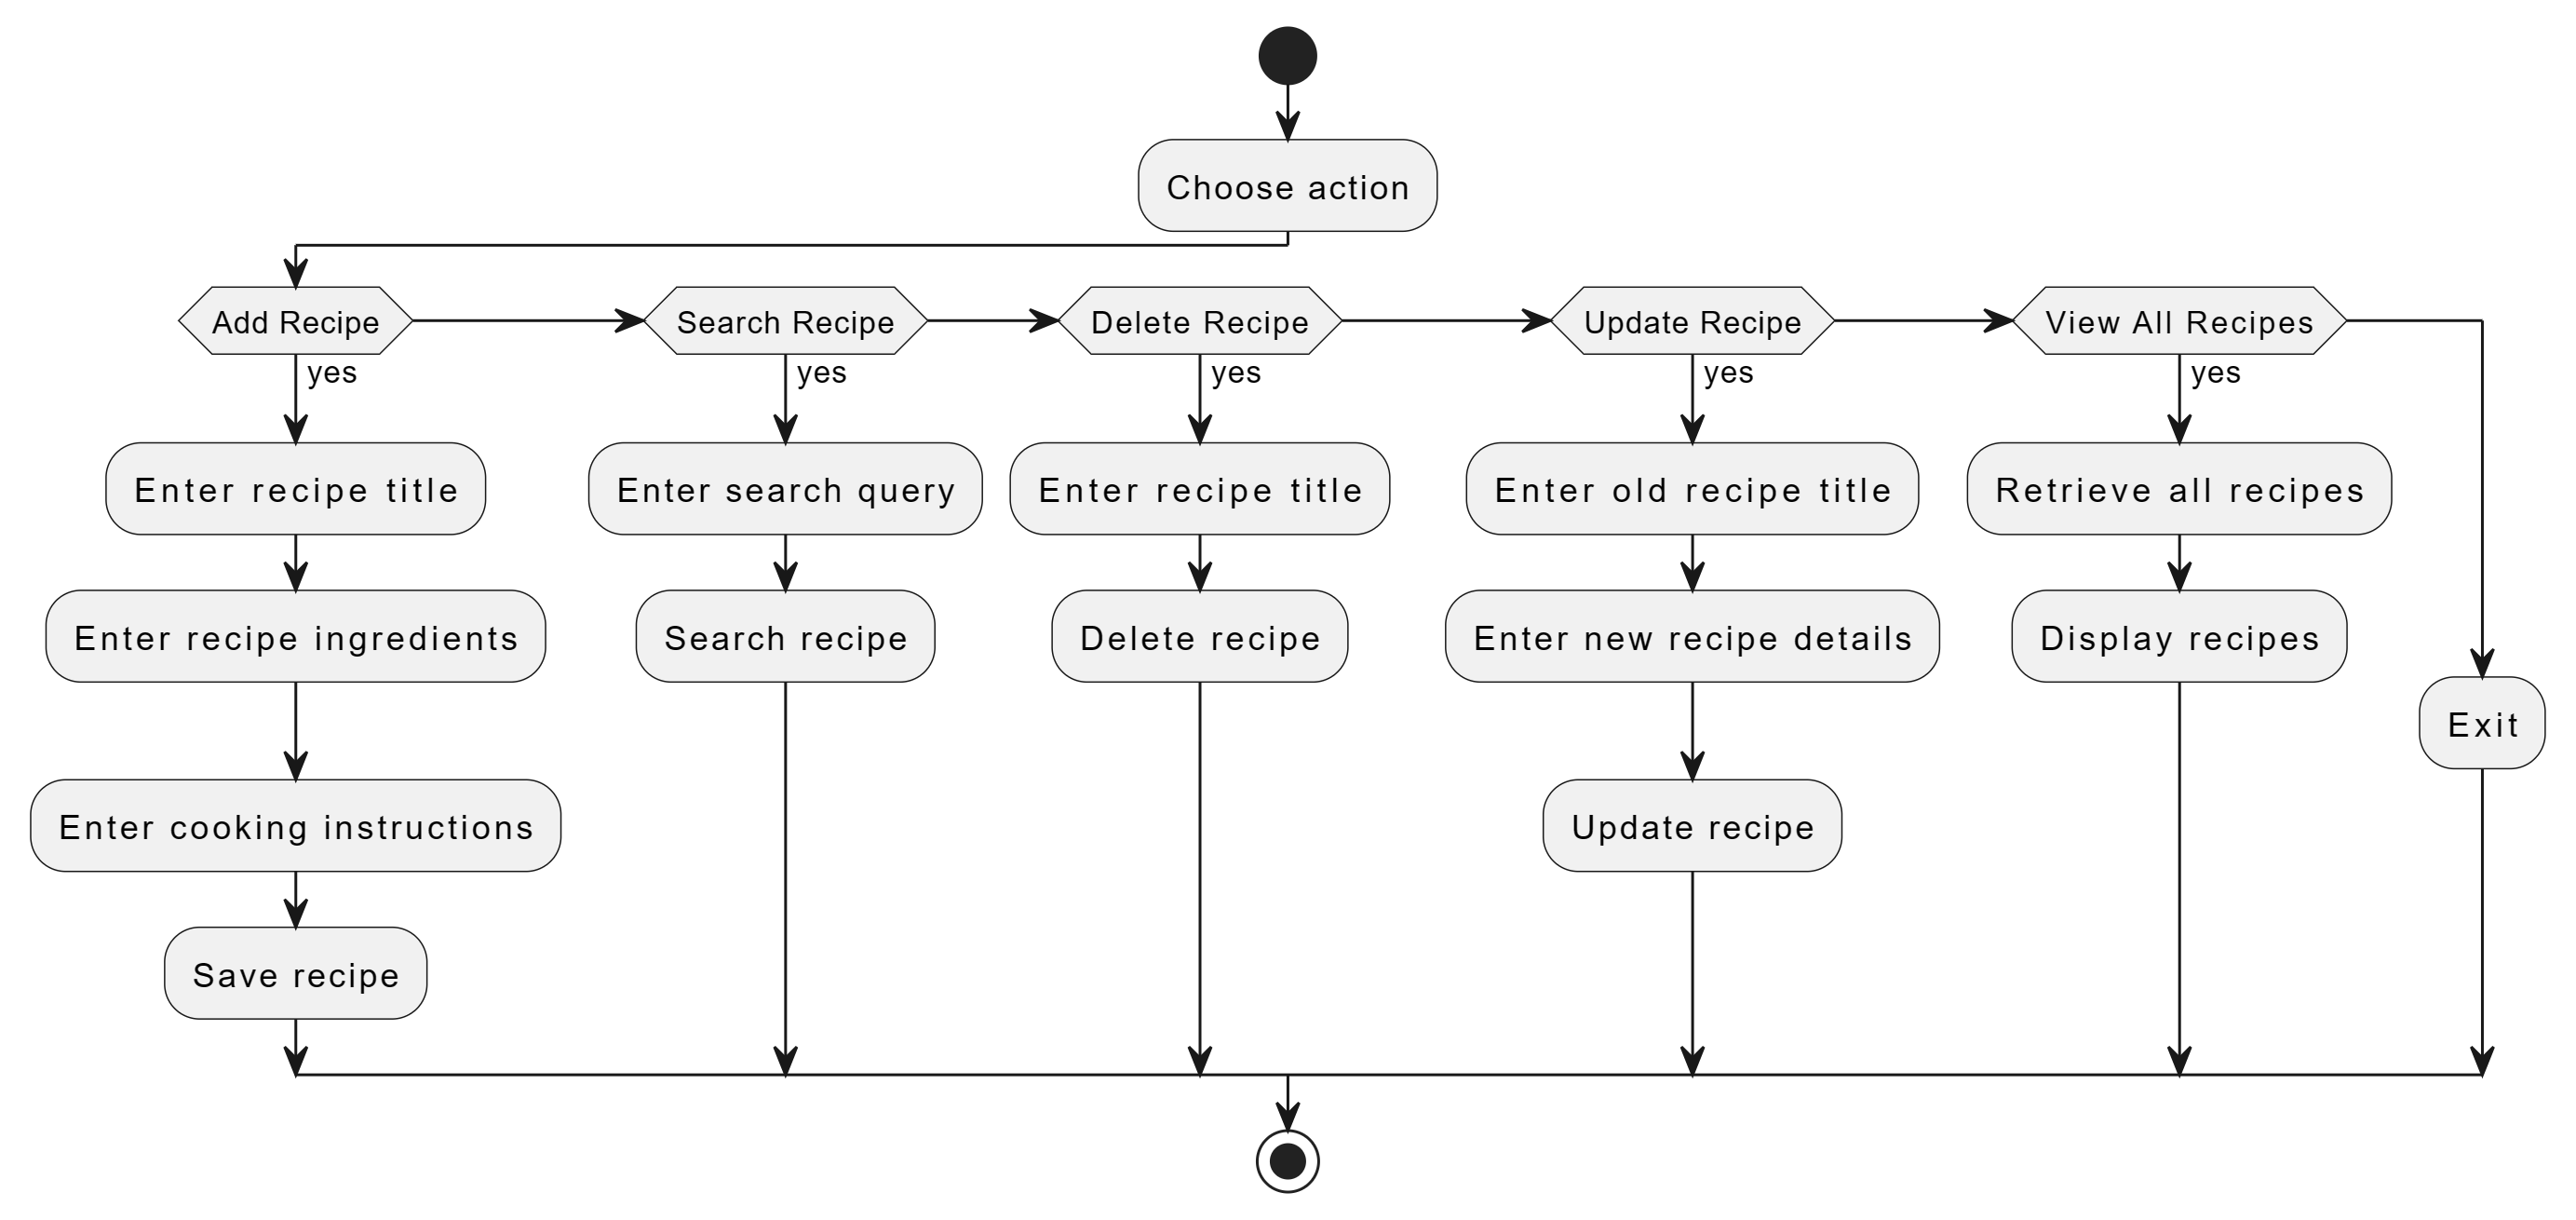 Choose action
Add Recipe
Search Recipe
Delete Recipe
Update Recipe
View All Recipes
yes
yes
yes
yes
yes
Enter recipe title
Enter search query
Enter recipe title
Enter old recipe title
Retrieve all recipes
Enter recipe ingredients
Search recipe
Delete recipe
Enter new recipe details
Display recipes
Exit
Enter cooking instructions
Update recipe
Save recipe